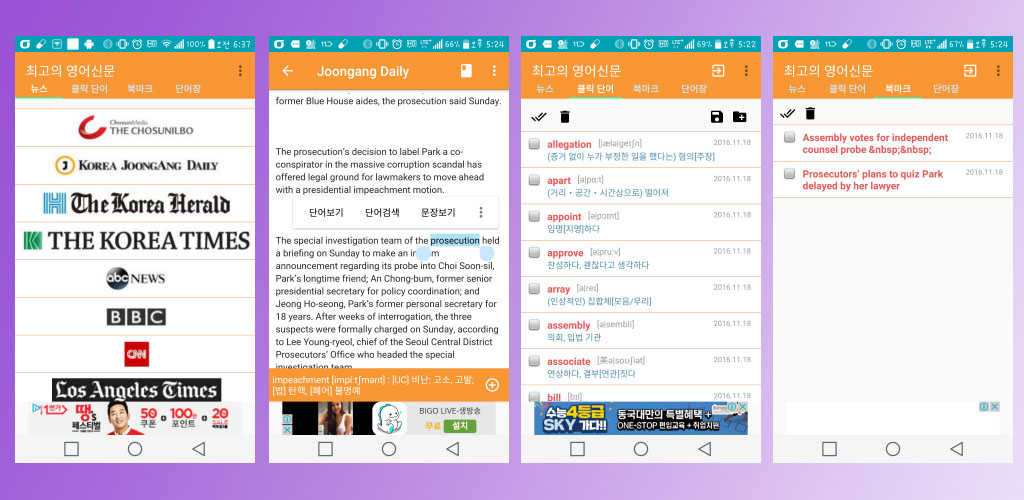 100% 오전 6:37
최고의 영어신문
뉴스 클릭 단어 북마크 단어장
ChosunMedia
THE CHOSUNILBO
KOREA JOONGANG DAILY
The Korea Herald
THE KOREA TIMES
abc NEWS
BBC
CNN
Los Angeles Times
1만가
땡's
페스티벌
50 쿠폰 + 100 포인트 + 20 SALE
66% 5:24
Joongang Daily
former Blue House aides, the prosecution said Sunday.
The prosecution's decision to label Park a co-
conspirator in the massive corruption scandal has
offered legal ground for lawmakers to move ahead
with a presidential impeachment motion.
단어보기 단어검색 문장보기
The special investigation team of the prosecution held
a briefing on Sunday to make an
announcement regarding its probe into Choi Soon-sil,
Park's longtime friend; An Chong-bum, former senior
presidential secretary for policy coordination; and
Jeong Ho-seong, Park's former personal secretary for
18 years. After weeks of interrogation, the three
suspects were formally charged on Sunday, according
to Lee Young-ryeol, chief of the Seoul Central District
Prosecutors' Office who headed the special
investigation team
impeachment [impí:tʃmənt] : [UC] 비난; 고소, 고발;
[법] 탄핵; [폐어] 불명예
BIGO LIVE-생방송
무료 설치
69% 5:22
최고의 영어신문
뉴스 클릭 단어 북마크 단어장
allegation [ӕləɡeɪʃn] 2016.11.18
(증거 없이 누가 부정한 일을 했다는) 혐의[주장]
apart [ə|pɑ:t] 2016.11.18
(거리・공간・시간상으로) 떨어져
appoint [ə|pɔɪnt] 2016.11.18
임명[지명]하다
approve [ə|pru:v] 2016.11.18
찬성하다, 괜찮다고 생각하다
array [ə|reɪ] 2016.11.18
(인상적인) 집합체[모음/무리]
assembly [ə|sembli] 2016.11.18
의회, 입법 기관
associate [美ə|soʊʃiət] 2016.11.18
연상하다, 결부[연관]짓다
bill [bɪl] 2016.11.18
수능4등급
SKY 가다!
동국대만의 특별혜택 +
ONE-STOP 편입교육 + 취업지원
67% 5:24
최고의 영어신문
뉴스 클릭 단어 북마크 단어장
Assembly votes for independent 2016.11.18
counsel probe &nbsp;&nbsp;
Prosecutors' plans to quiz Park 2016.11.18
delayed by her lawyer